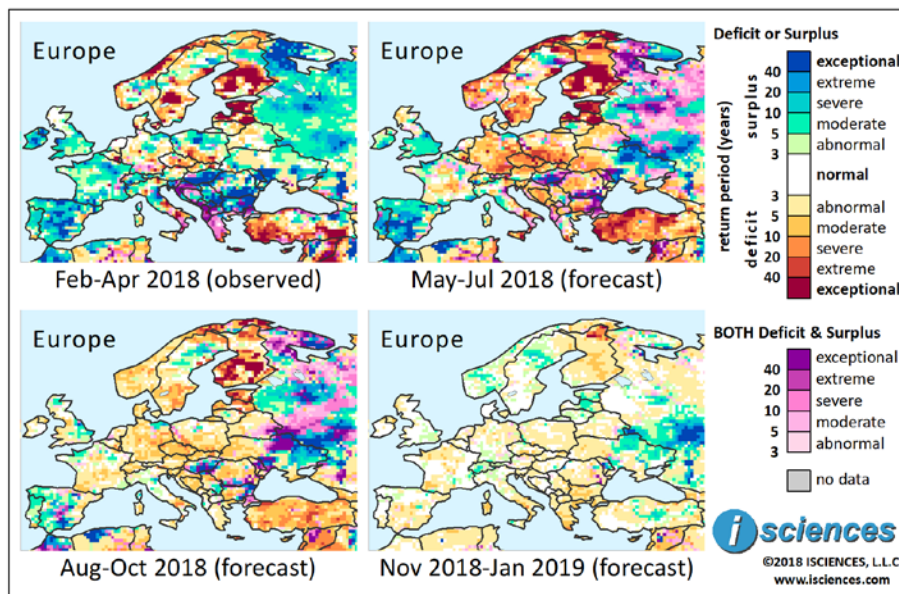 Europe
Feb-Apr 2018 (observed)
Europe
May-Jul 2018 (forecast)
Europe
Aug-Oct 2018 (forecast)
Europe
Nov 2018-Jan 2019 (forecast)
Deficit or Surplus
return period (years)
surplus
deficit
40
20
10
5
3
3
5
10
20
40
exceptional
extreme
severe
moderate
abnormal
normal
abnormal
moderate
severe
extreme
exceptional
BOTH Deficit & Surplus
40
20
10
5
3
exceptional
extreme
severe
moderate
abnormal
no data
i sciences
©2018 ISCIENCES, L.L.C
www.isciences.com